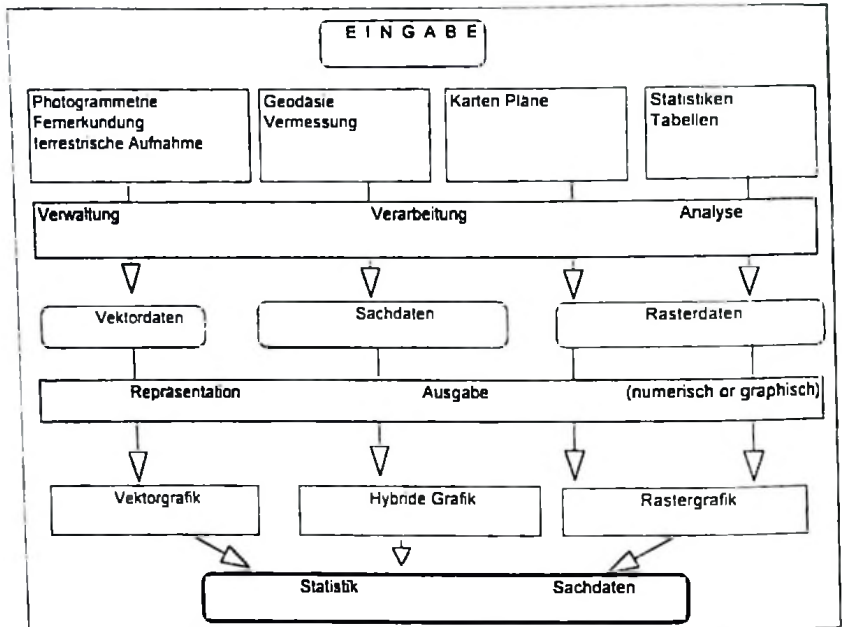 E I N G A B E
Photogrammetrie
Fernerkundung
terrestrische Aufnahme
Geodäsie
Vermessung
Karten Pläne
Statistiken
Tabellen
Verwaltung Verarbeitung Analyse
Vektordaten Sachdaten Rasterdaten
Repräsentation Ausgabe (numerisch or graphisch)
Vektorgrafik Hybride Grafik Rastergrafik
Statistik Sachdaten